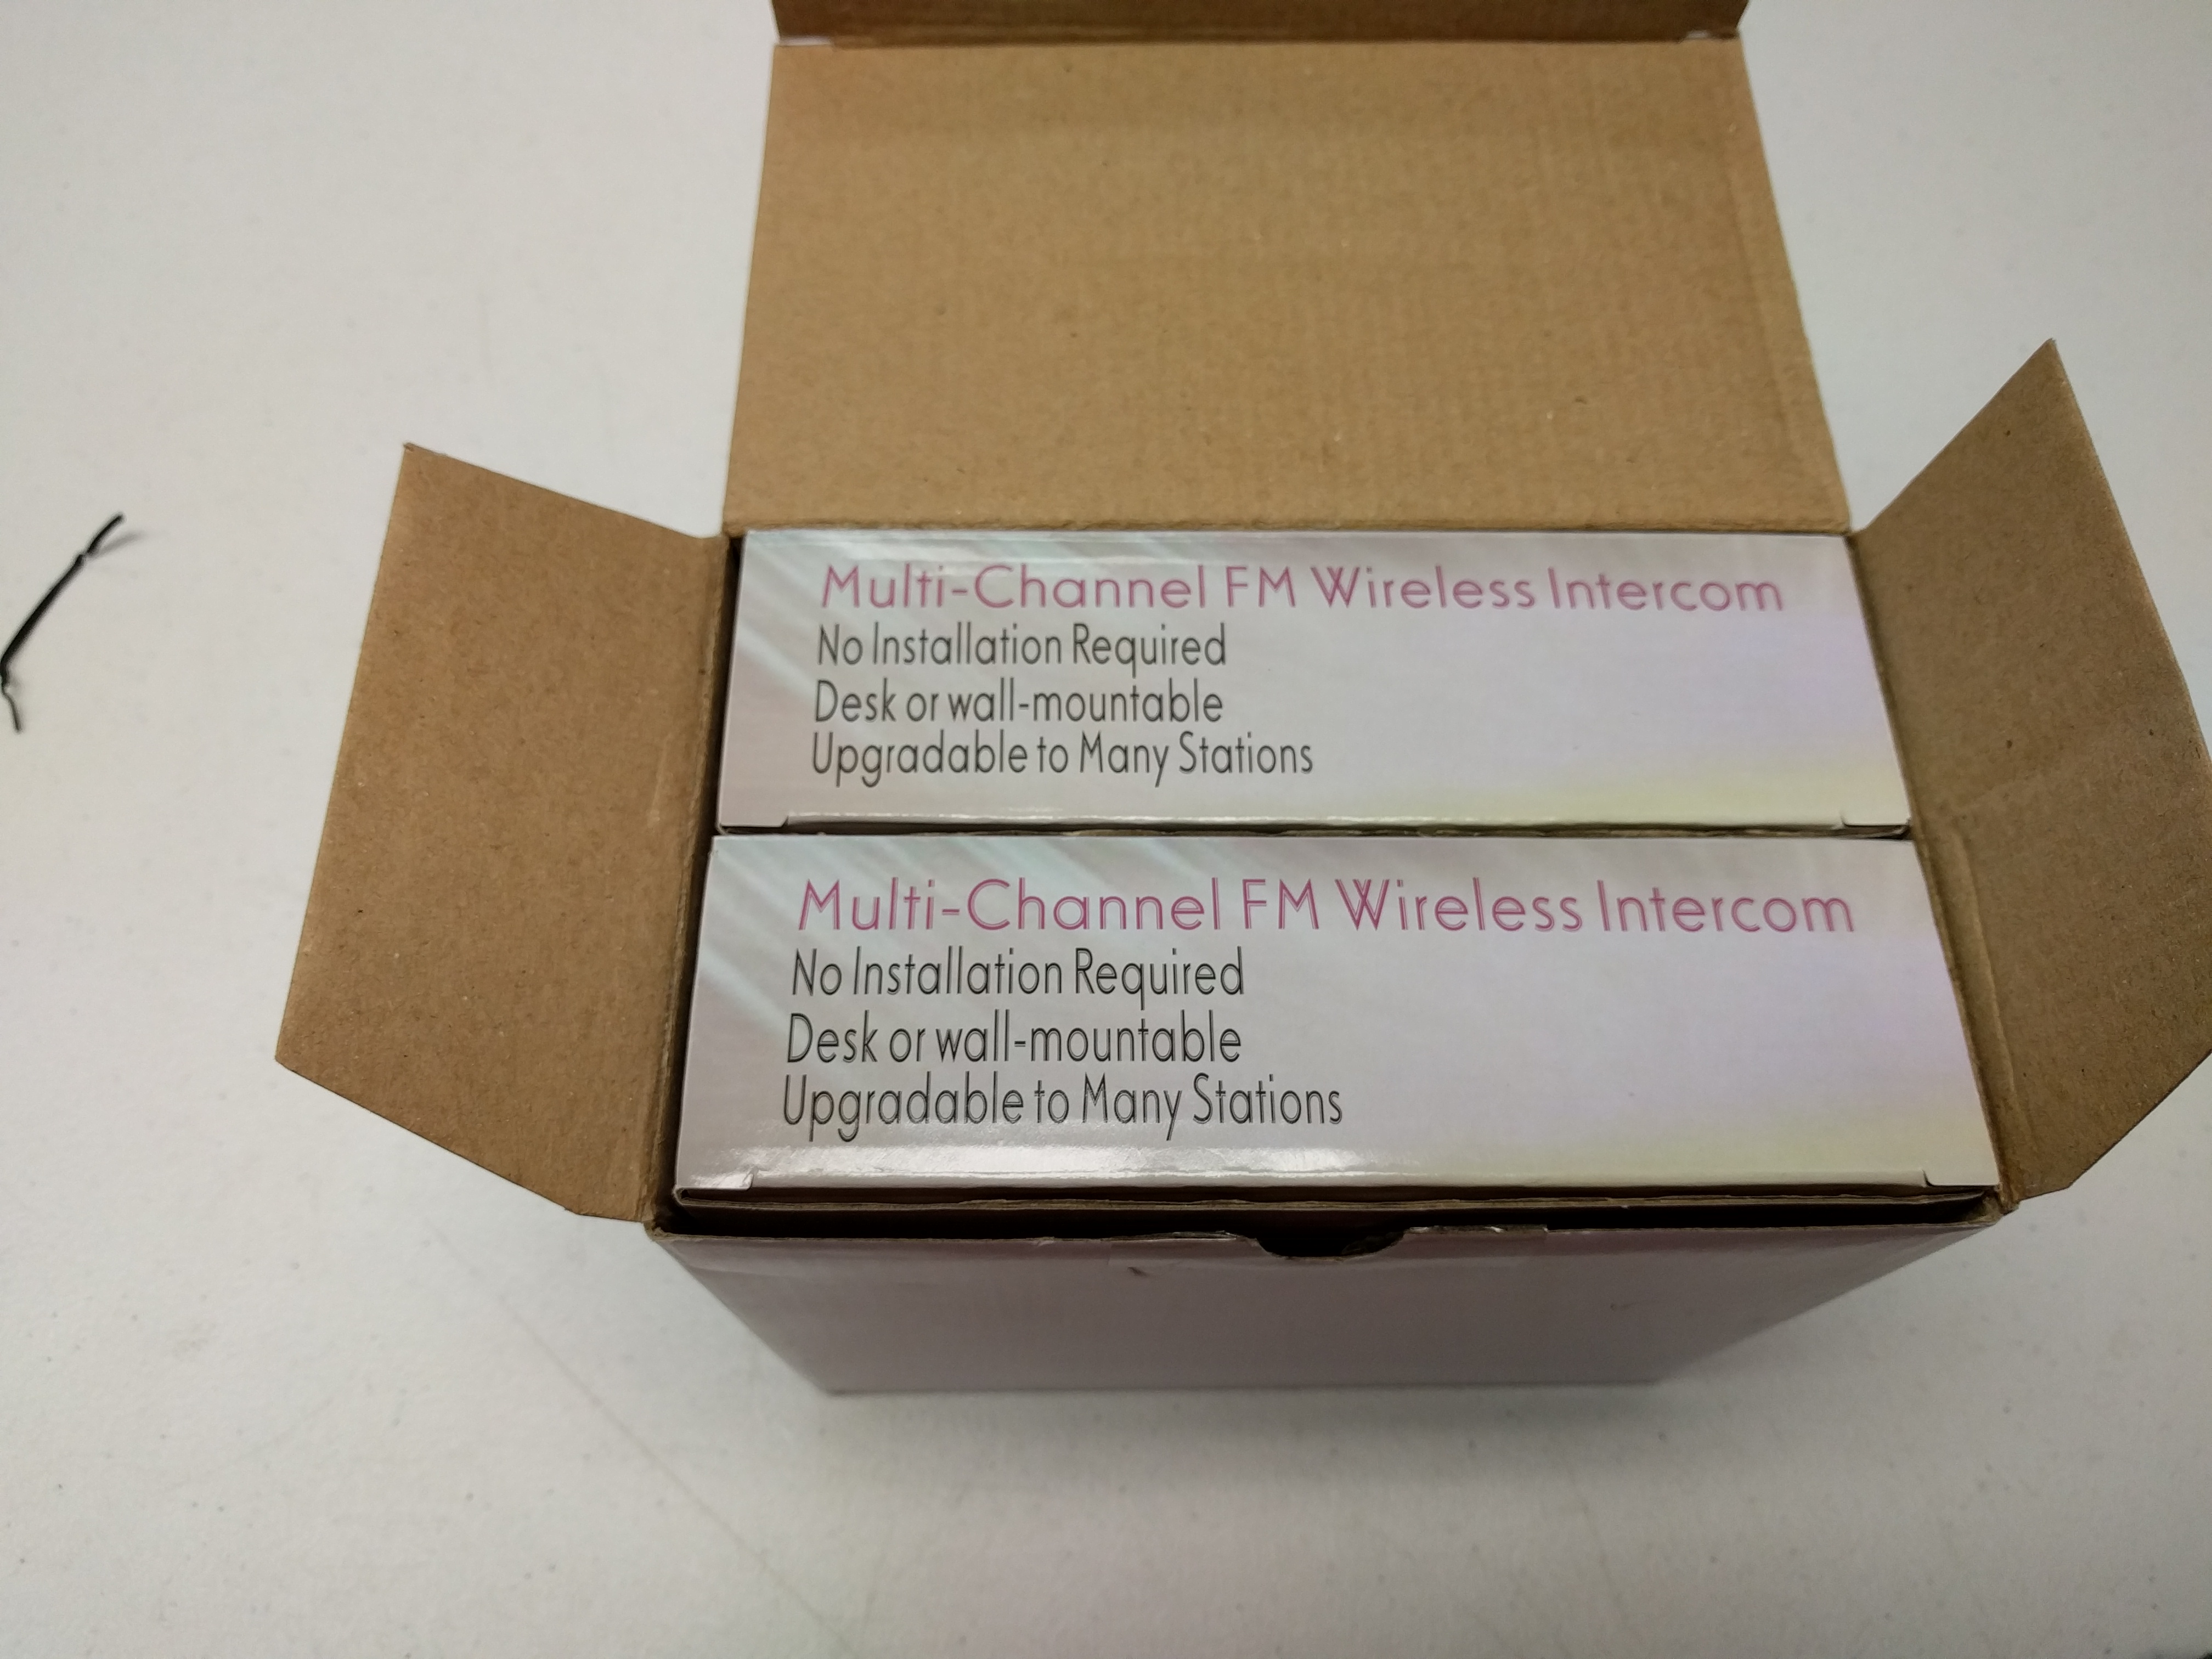 Multi-Channel FM Wireless Intercom
No Installation Required
Desk or wall-mountable
Upgradable to Many Stations
Multi-Channel FM Wireless Intercom
No Installation Required
Desk or wall-mountable
Upgradable to Many Stations